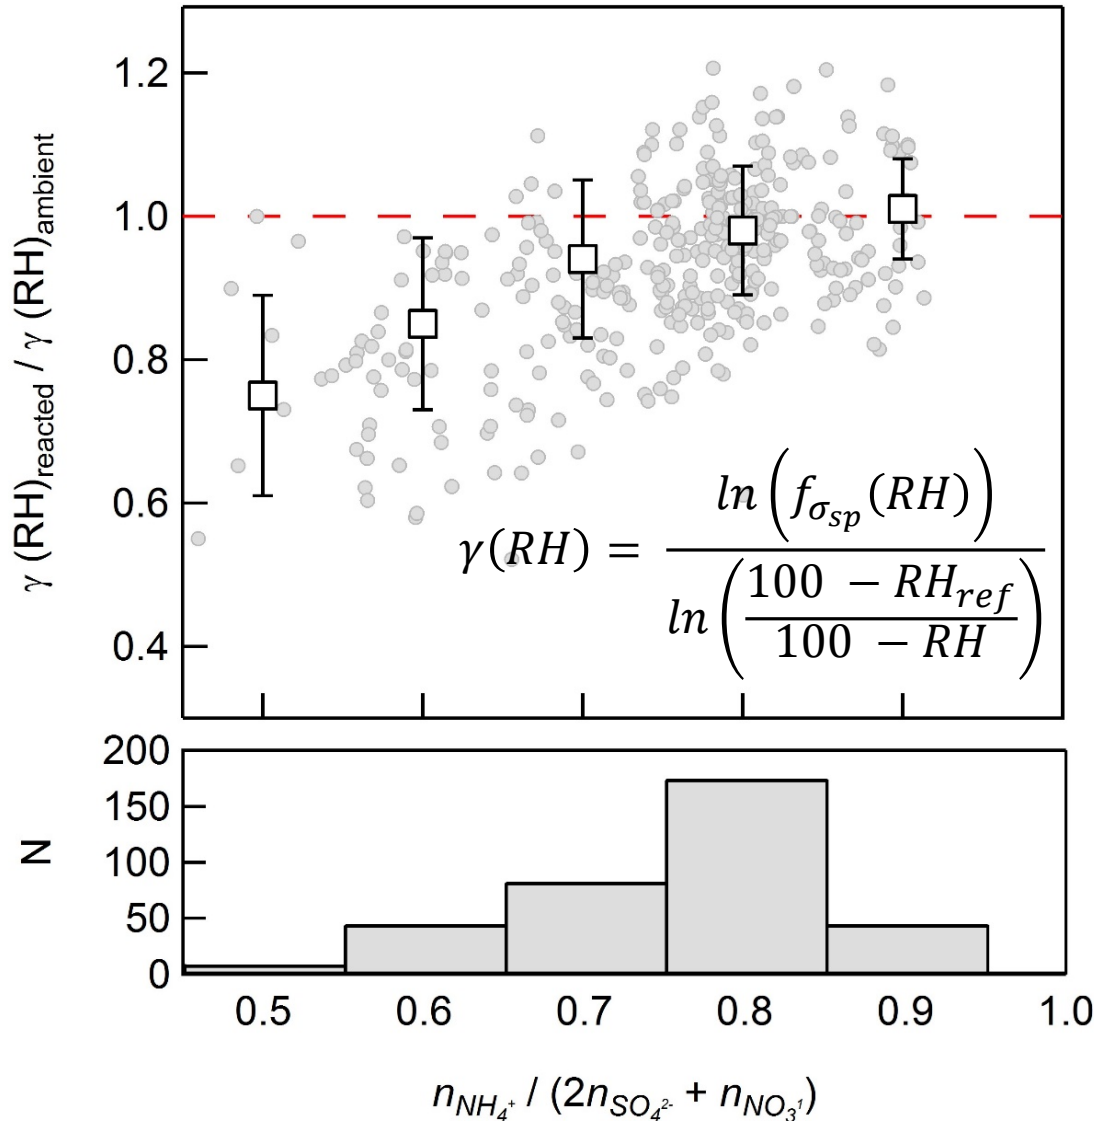 γ (RH)reacted / γ (RH)ambient
1.2
1.0
0.8
0.6
0.4
γ(RH) = ln(fσsp(RH)) / ln((100 − RHref) / (100 − RH))
N
200
150
100
50
0
0.5 0.6 0.7 0.8 0.9 1.0
nNH4+ / (2nSO42- + nNO31)